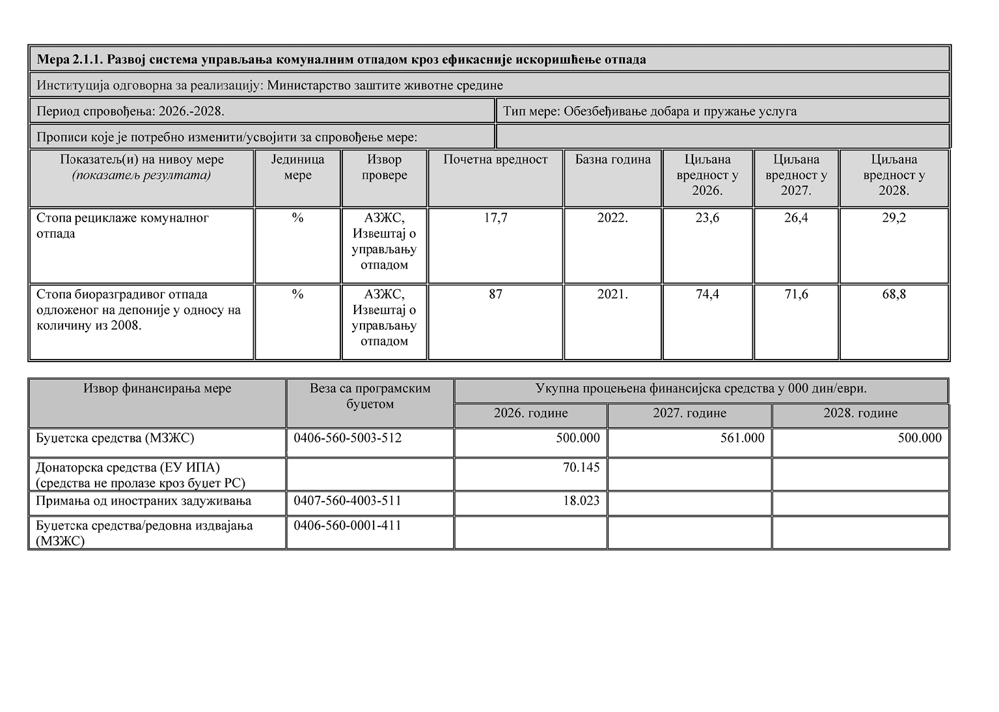 Мера 2.1.1. Развој система управљања комуналним отпадом кроз ефикасније искоришћење отпада
Институција одговорна за реализацију: Министарство заштите животне средине
Период спровођења: 2026.-2028.
Тип мере: Обезбеђивање добара и пружање услуга
Прописи које је потребно изменити/усвојити за спровођење мере:
Показатељ(и) на нивоу мере
(показатељ резултата)
Јединица
мере
Извор
провере
Почетна вредност
Базна година
Циљана
вредност у
2026.
Циљана
вредност у
2027.
Циљана
вредност у
2028.
Стопа рециклаже комуналног
отпада
%
АЗЖС,
Извештај о
управљању
отпадом
17,7
2022.
23,6
26,4
29,2
Стопа биоразградивог отпада
одложеног на депоније у односу на
количину из 2008.
%
АЗЖС,
Извештај о
управљању
отпадом
87
2021.
74,4
71,6
68,8
Извор финансирања мере
Веза са програмским
буџетом
Укупна процењена финансијска средства у 000 дин/еври.
2026. године
2027. године
2028. године
Буџетска средства (МЗЖС)
0406-560-5003-512
500.000
561.000
500.000
Донаторска средства (ЕУ ИПА)
(средства не пролазе кроз буџет РС)
70.145
Примања од иностраних задуживања
0407-560-4003-511
18.023
Буџетска средства/редовна издвајања
(МЗЖС)
0406-560-0001-411